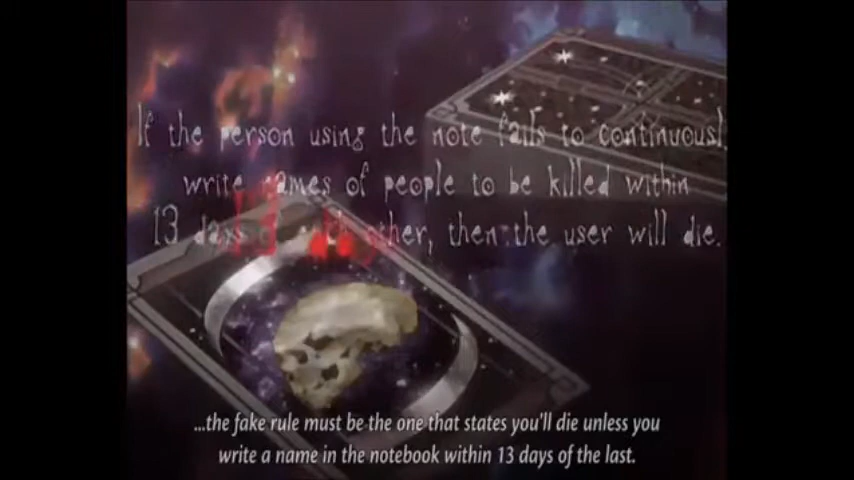 If the person using the note fails to continuousl
write names of people to be killed within
13 days of each other, then the user will die.
...the fake rule must be the one that states you'll die unless you
write a name in the notebook within 13 days of the last.